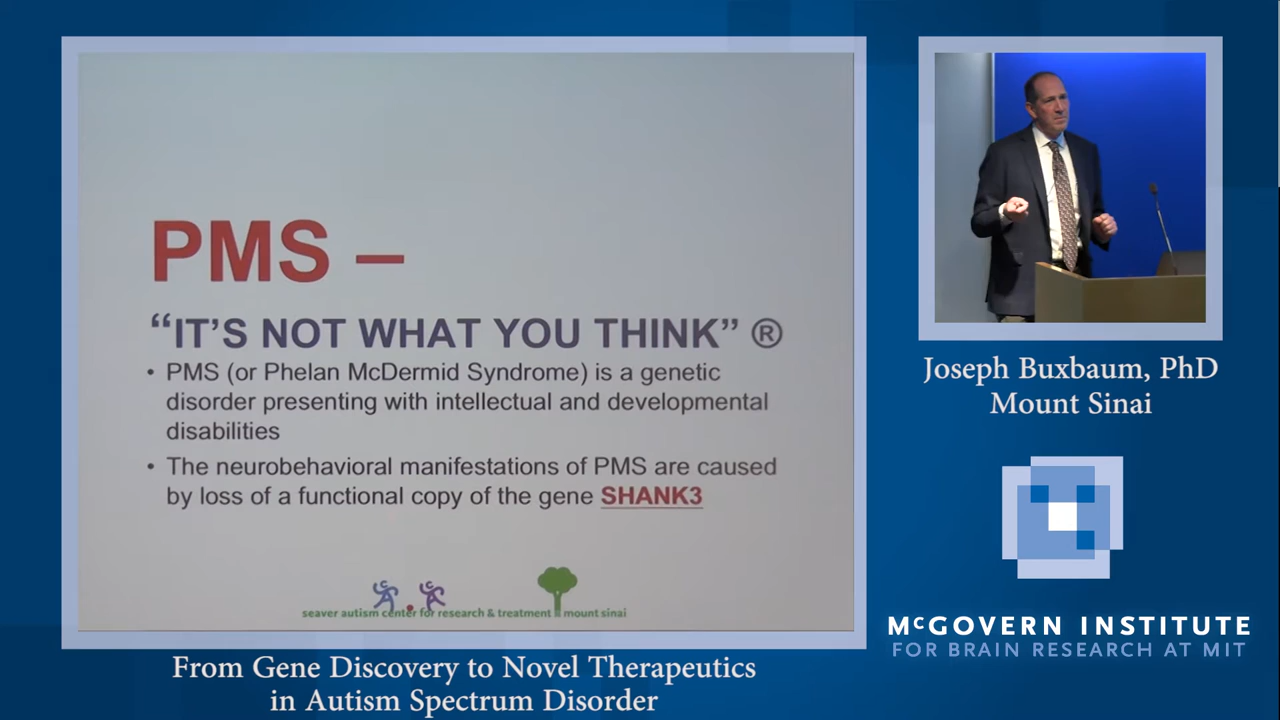 PMS –
“IT’S NOT WHAT YOU THINK” ®
• PMS (or Phelan McDermid Syndrome) is a genetic
disorder presenting with intellectual and developmental
disabilities
• The neurobehavioral manifestations of PMS are caused
by loss of a functional copy of the gene SHANK3
seaver autism center for research & treatment mount sinai
From Gene Discovery to Novel Therapeutics
in Autism Spectrum Disorder
Joseph Buxbaum, PhD
Mount Sinai
McGOVERN INSTITUTE
FOR BRAIN RESEARCH AT MIT